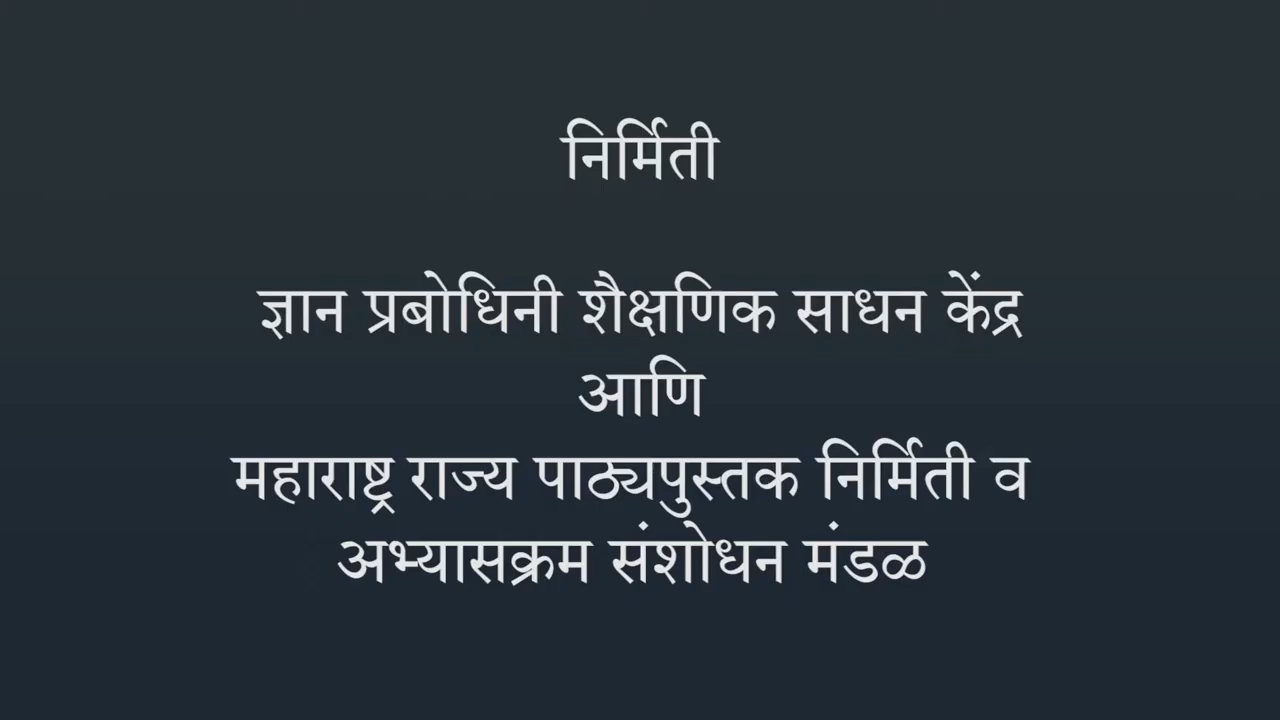 निर्मिती
ज्ञान प्रबोधिनी शैक्षणिक साधन केंद्र
आणि
महाराष्ट्र राज्य पाठ्यपुस्तक निर्मिती व
अभ्यासक्रम संशोधन मंडळ